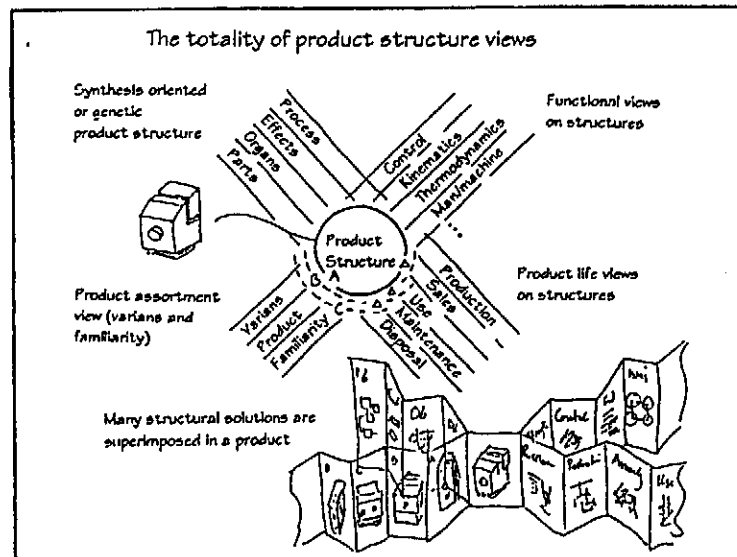 The totality of product structure views
Synthesis oriented
or genetic
product structure
Process
Effects
Organs
Parts
Control
Kinematics
Thermodynamics
Man/machine
...
Functional views
on structures
Product
Structure
A
B
C
Product assortment
view (varians and
familiarity)
Varians
Product
Familiarity
Production
Sales
Use
Maintenance
Disposal
Product life views
on structures
Many structural solutions are
superimposed in a product